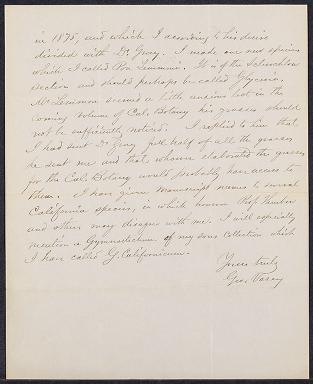 in 1875, and which I according to his desire
divided with Dr. Gray. I made one new species
which I called Poa Lemmoni. It is of the Sclerochloa
section and should perhaps be called Glyceria.
Mr Lemmon seemed a little anxious lest in the
coming volume of Cal. Botany his grasses should
not be sufficiently noticed. I replied to him that
I had sent Dr Gray full half of all the grasses
he sent me and that whoever elaborated the grasses
for the Cal. Botany would probably have access to
them. I have given manuscript names to several
California species, in which however Prof Thurber
and others may disagree with me. I will especially
mention a Gymnostichum of my sons collection which
I have called G. Californicum.
Yours truly
Geo. Vasey